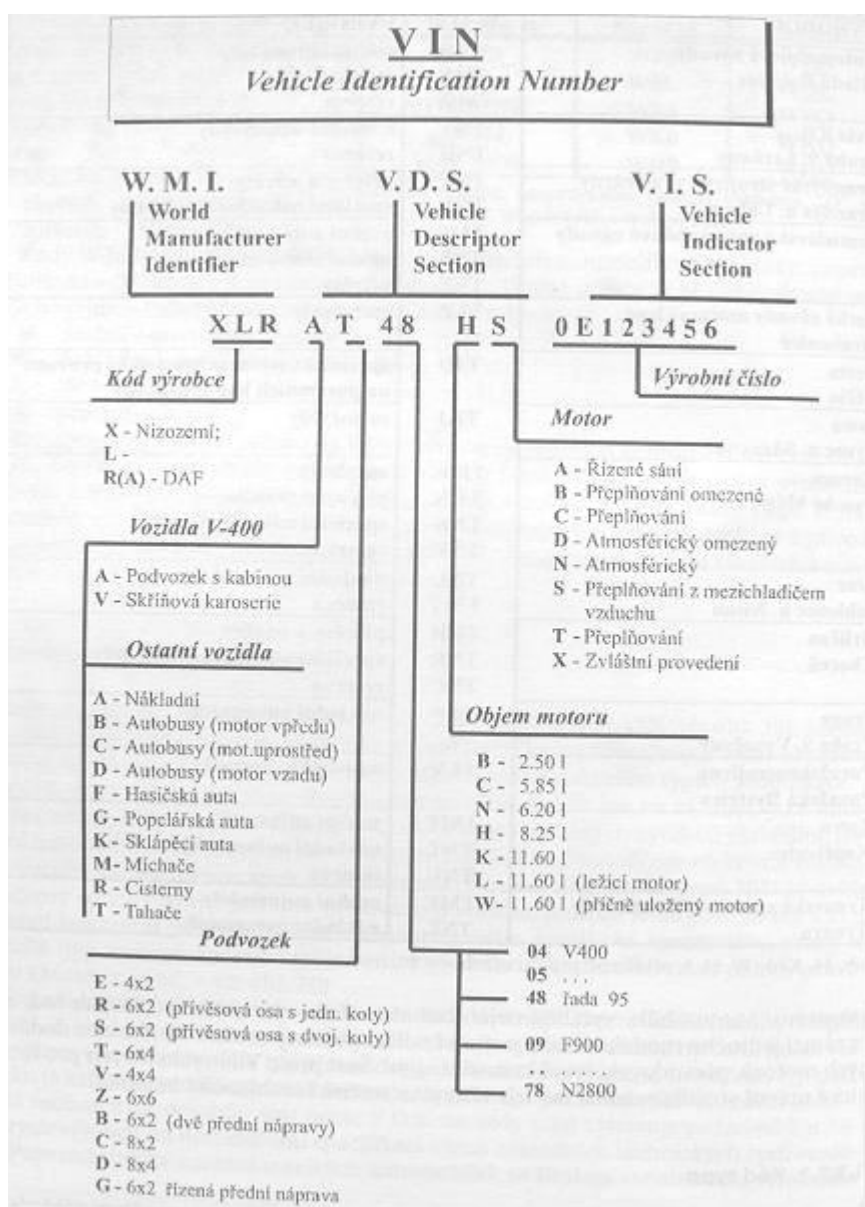 VIN
Vehicle Identification Number
W. M. I.
World
Manufacturer
Identifier
V. D. S.
Vehicle
Descriptor
Section
V. I. S.
Vehicle
Indicator
Section
XLR A T 48 H S 0E123456
Kód výrobce
X - Nizozemí;
L -
R(A) - DAF
Výrobní číslo
Motor
A - Řízené sání
B - Přeplňování omezené
C - Přeplňování
D - Atmosférický omezený
N - Atmosférický
S - Přeplňování z mezichladičem
vzduchu
T - Přeplňování
X - Zvláštní provedení
Vozidla V-400
A - Podvozek s kabinou
V - Skříňová karoserie
Ostatní vozidla
A - Nákladní
B - Autobusy (motor vpředu)
C - Autobusy (mot.uprostřed)
D - Autobusy (motor vzadu)
F - Hasičská auta
G - Popelářská auta
K - Sklápěcí auta
M - Míchače
R - Cisterny
T - Tahače
Objem motoru
B - 2.50 l
C - 5.85 l
N - 6.20 l
H - 8.25 l
K - 11.60 l
L - 11.60 l (ležící motor)
W - 11.60 l (příčně uložený motor)
04 V400
05 ...
48 řada 95
09 F900
78 N2800
Podvozek
E - 4x2
R - 6x2 (přívěsová osa s jedn. koly)
S - 6x2 (přívěsová osa s dvoj. koly)
T - 6x4
V - 4x4
Z - 6x6
B - 6x2 (dvě přední nápravy)
C - 8x2
D - 8x4
G - 6x2 řízená přední náprava